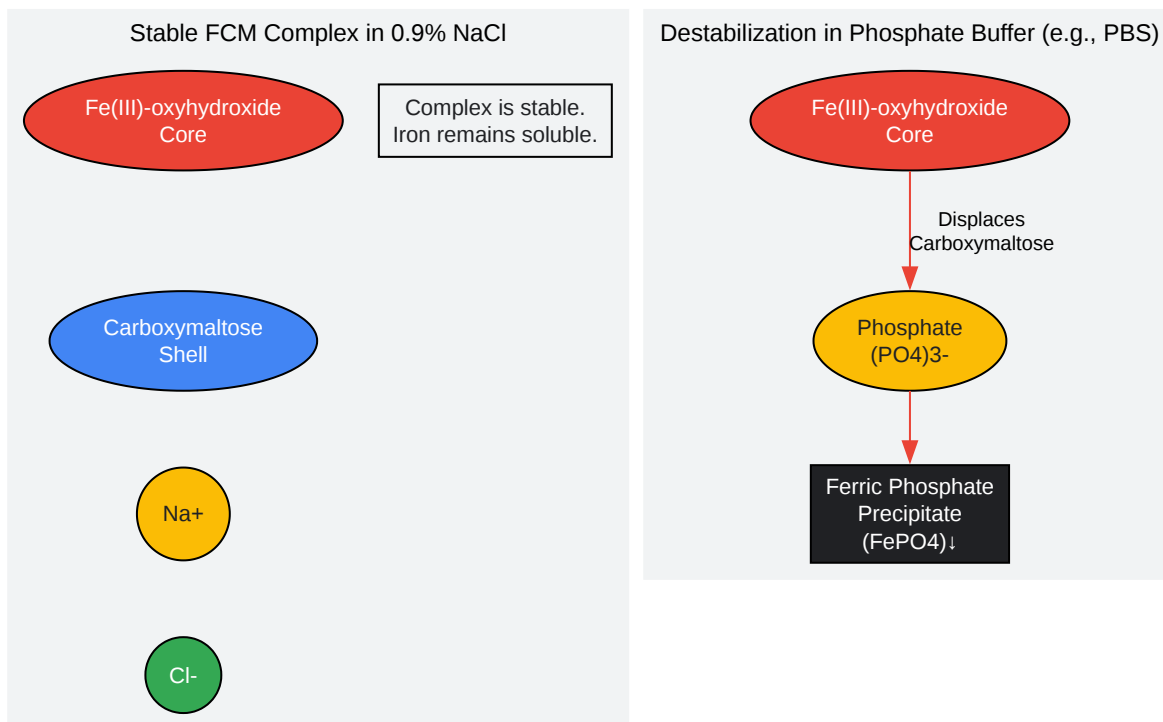 Stable FCM Complex in 0.9% NaCl
Fe(III)-oxyhydroxide
Core
Complex is stable.
Iron remains soluble.
Carboxymaltose
Shell
Na+
Cl-
Destabilization in Phosphate Buffer (e.g., PBS)
Fe(III)-oxyhydroxide
Core
Displaces
Carboxymaltose
Phosphate
(PO4)3-
Ferric Phosphate
Precipitate
(FePO4)↓